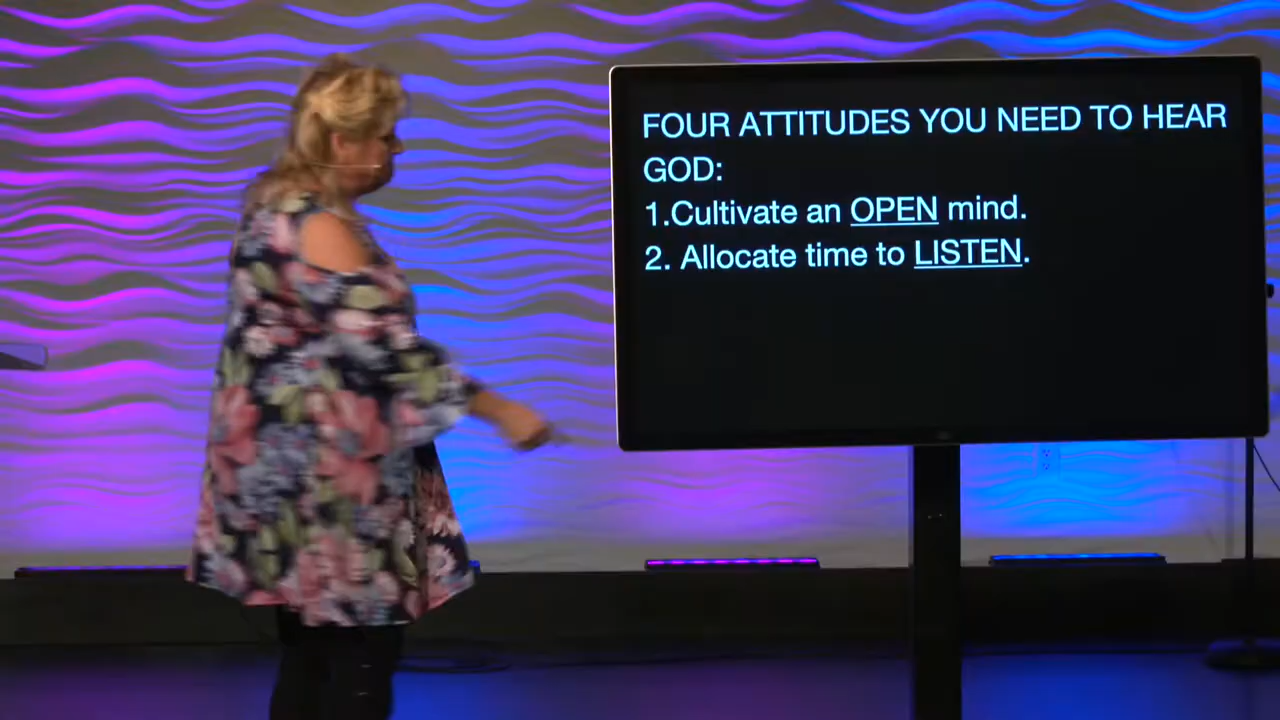 FOUR ATTITUDES YOU NEED TO HEAR
GOD:
1.Cultivate an OPEN mind.
2. Allocate time to LISTEN.